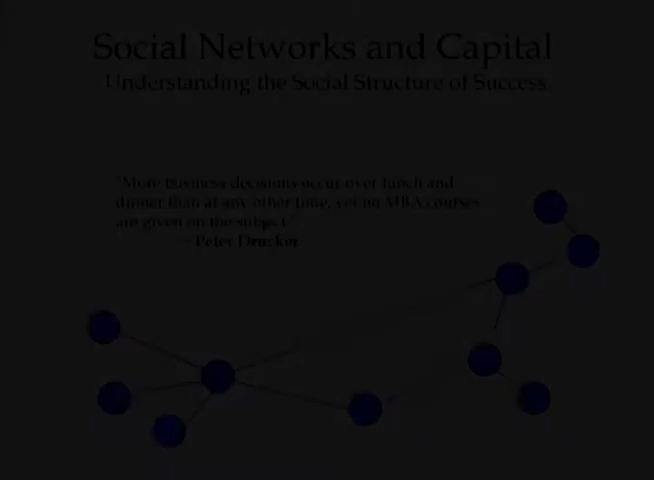 Social Networks and Capital
Understanding the Social Structure of Success
"More business decisions occur over lunch and
dinner than at any other time, yet no MBA courses
are given on the subject."
— Peter Drucker